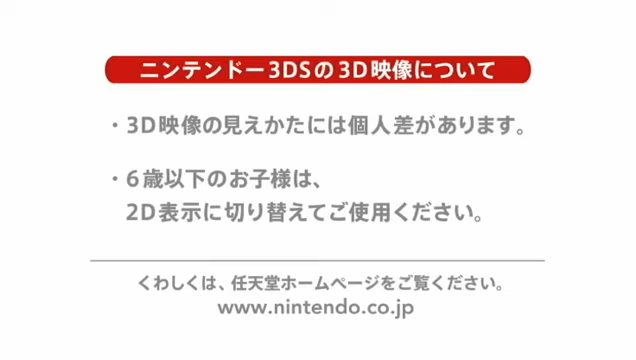 ニンテンドー3DSの3D映像について
・3D映像の見えかたには個人差があります。
・6歳以下のお子様は、
2D表示に切り替えてご使用ください。
くわしくは、任天堂ホームページをご覧ください。
www.nintendo.co.jp